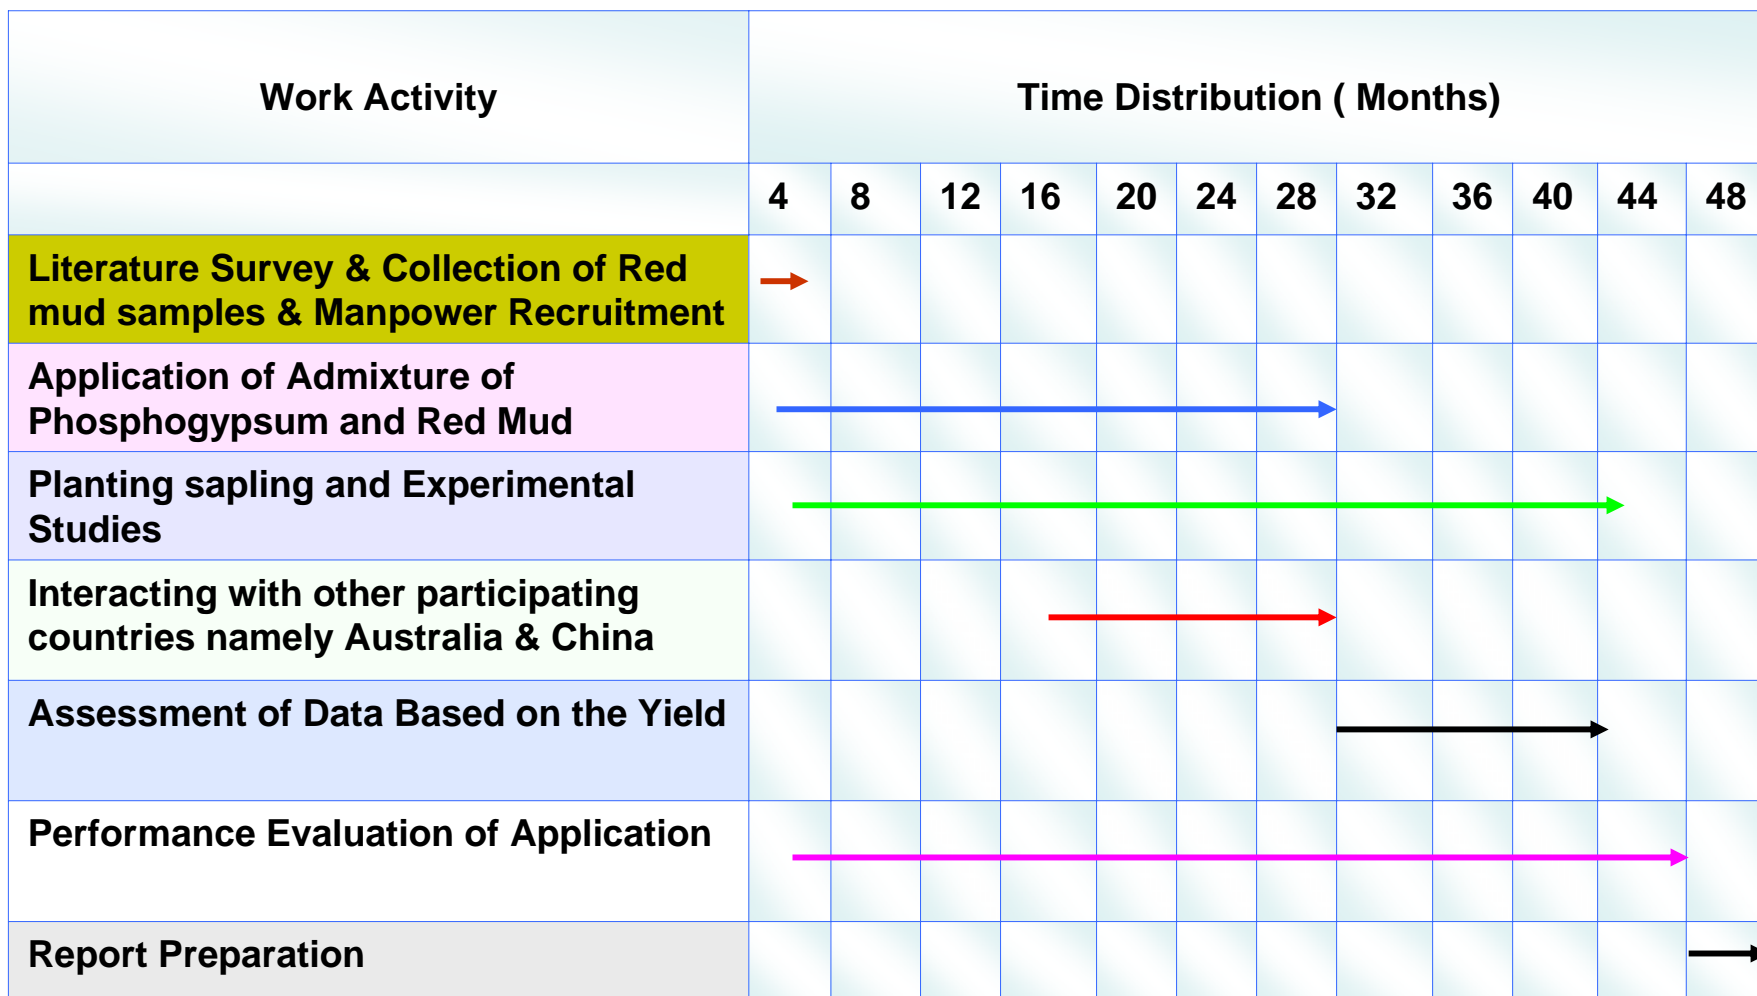 Work Activity
Time Distribution ( Months)
4 8 12 16 20 24 28 32 36 40 44 48
Literature Survey & Collection of Red
mud samples & Manpower Recruitment
Application of Admixture of
Phosphogypsum and Red Mud
Planting sapling and Experimental
Studies
Interacting with other participating
countries namely Australia & China
Assessment of Data Based on the Yield
Performance Evaluation of Application
Report Preparation